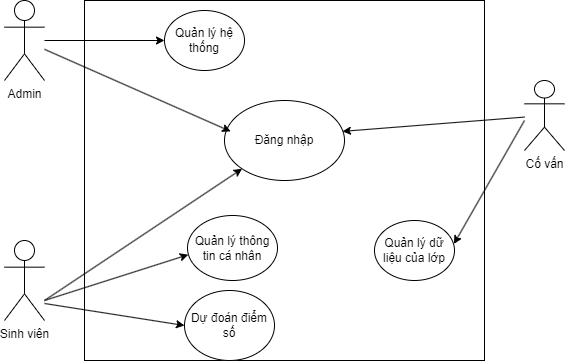 Quản lý hệ
thống
Admin
Đăng nhập
Cố vấn
Quản lý thông
tin cá nhân
Quản lý dữ
liệu của lớp
Sinh viên
Dự đoán điểm
số